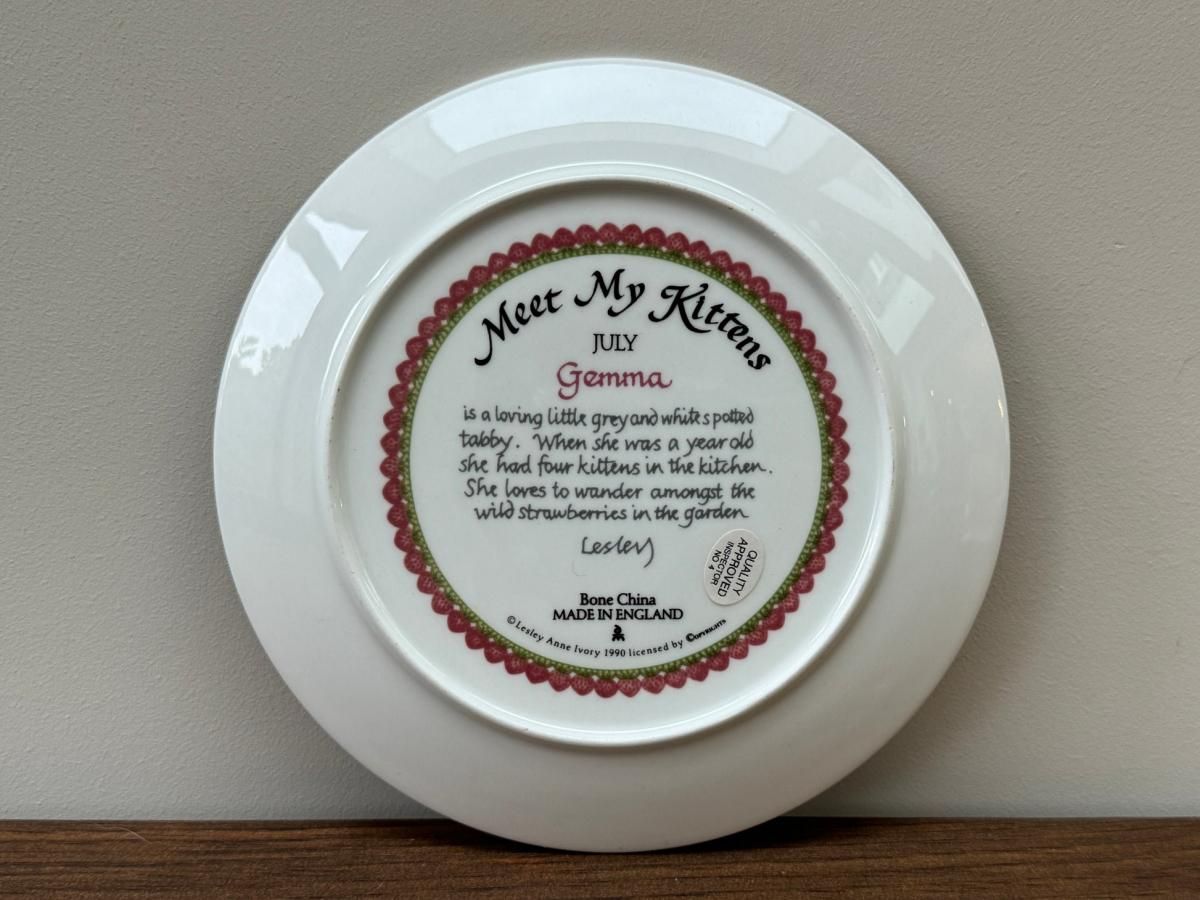 Meet My Kittens
JULY
Gemma
is a loving little grey and white spotted
tabby. When she was a year old
she had four kittens in the kitchen.
She loves to wander amongst the
wild strawberries in the garden
Lesley
QUALITY
APPROVED
INSPECTOR
NO 4
Bone China
MADE IN ENGLAND
©Lesley Anne Ivory 1990 licensed by ©OPYRIGHTS